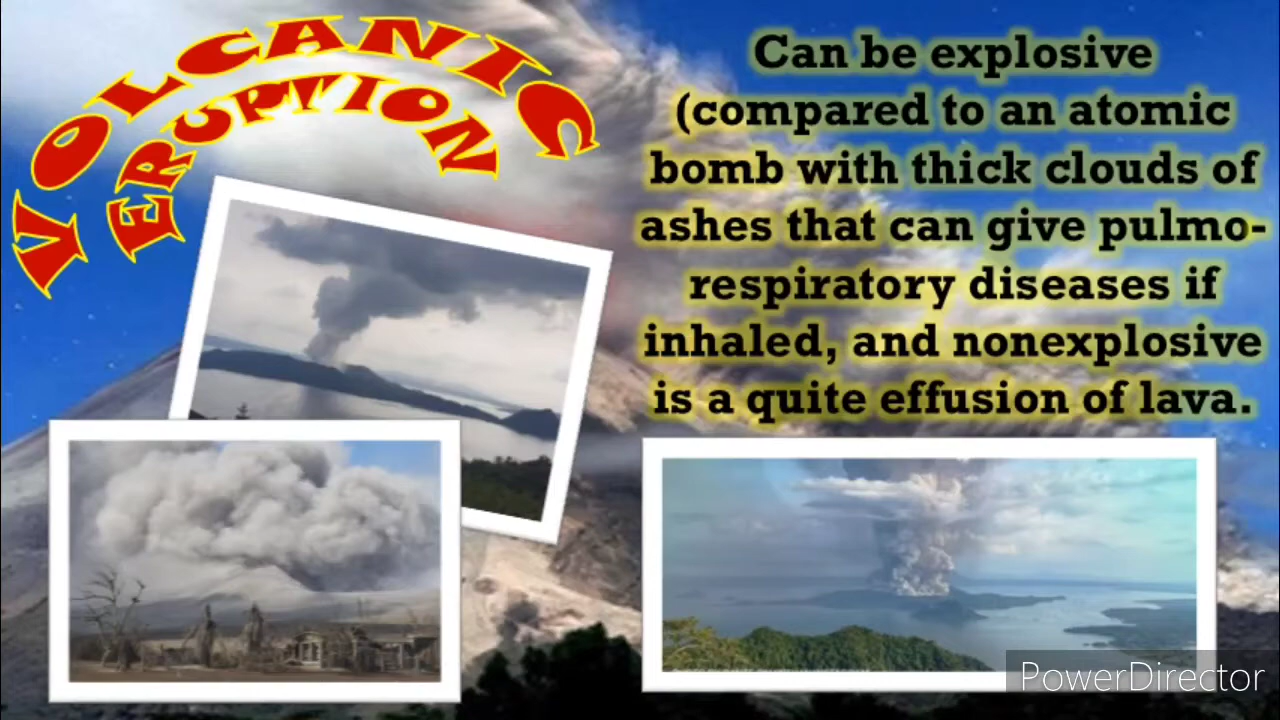 VOLCANIC
ERUPTION
Can be explosive
(compared to an atomic
bomb with thick clouds of
ashes that can give pulmo-
respiratory diseases if
inhaled, and nonexplosive
is a quite effusion of lava.
PowerDirector